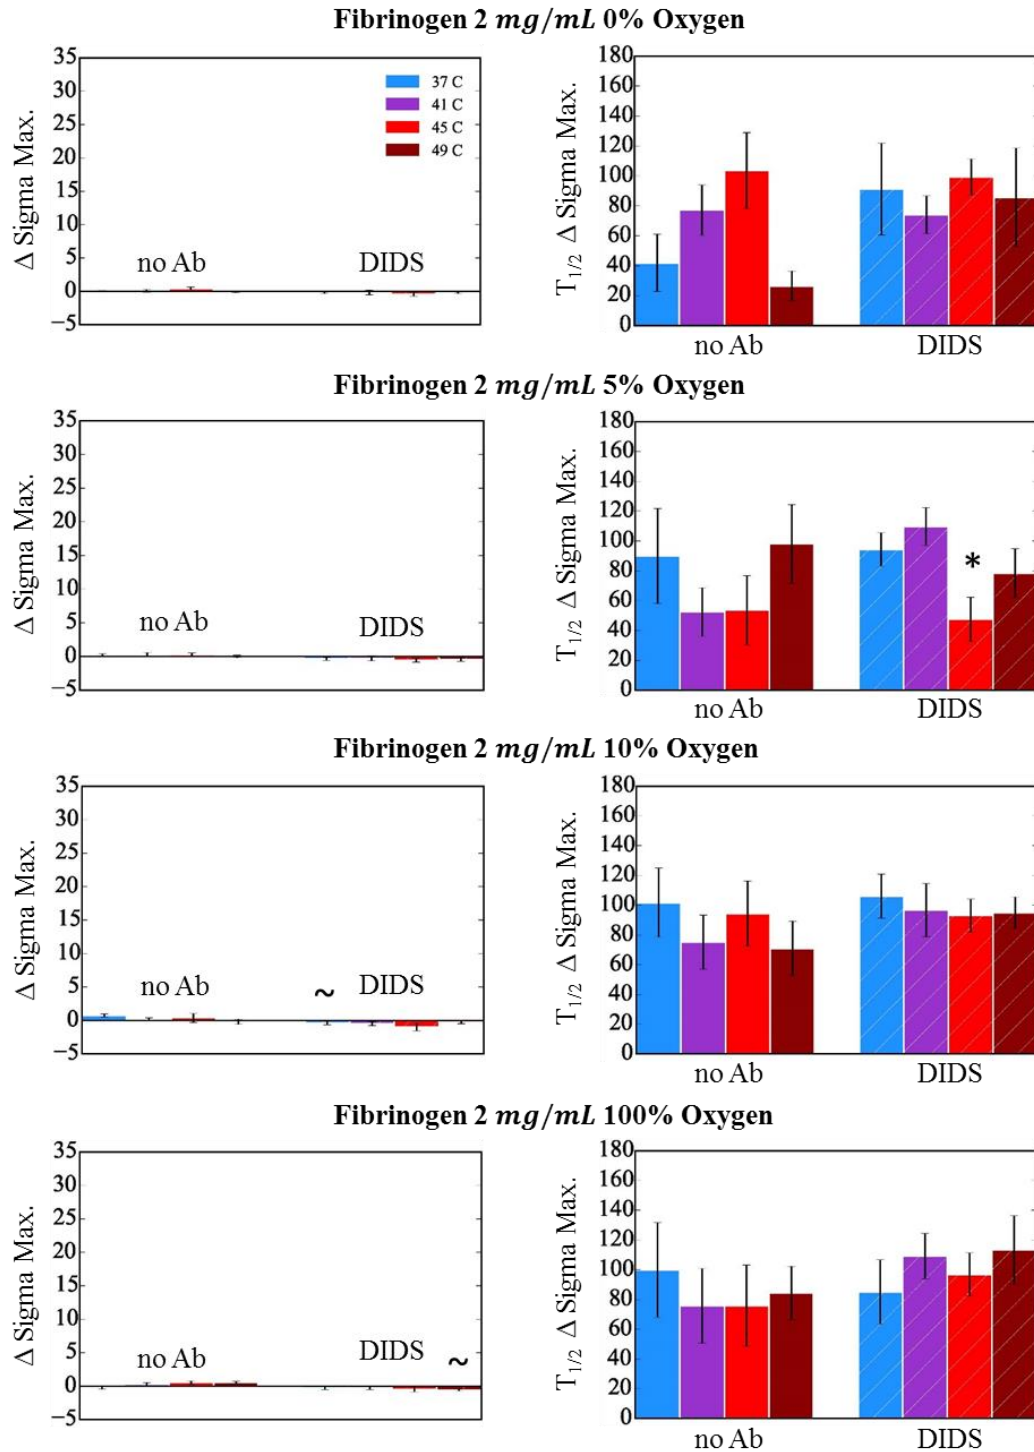 Fibrinogen 2 mg/mL 0% Oxygen
Δ Sigma Max.
35
30
25
20
15
10
5
0
−5
37 C
41 C
45 C
49 C
no Ab
DIDS
T1/2 Δ Sigma Max.
180
160
140
120
100
80
60
40
20
0
no Ab
DIDS
Fibrinogen 2 mg/mL 5% Oxygen
Δ Sigma Max.
35
30
25
20
15
10
5
0
−5
no Ab
DIDS
T1/2 Δ Sigma Max.
180
160
140
120
100
80
60
40
20
0
*
no Ab
DIDS
Fibrinogen 2 mg/mL 10% Oxygen
Δ Sigma Max.
35
30
25
20
15
10
5
0
−5
no Ab
~
DIDS
T1/2 Δ Sigma Max.
180
160
140
120
100
80
60
40
20
0
no Ab
DIDS
Fibrinogen 2 mg/mL 100% Oxygen
Δ Sigma Max.
35
30
25
20
15
10
5
0
−5
no Ab
DIDS
~
T1/2 Δ Sigma Max.
180
160
140
120
100
80
60
40
20
0
no Ab
DIDS